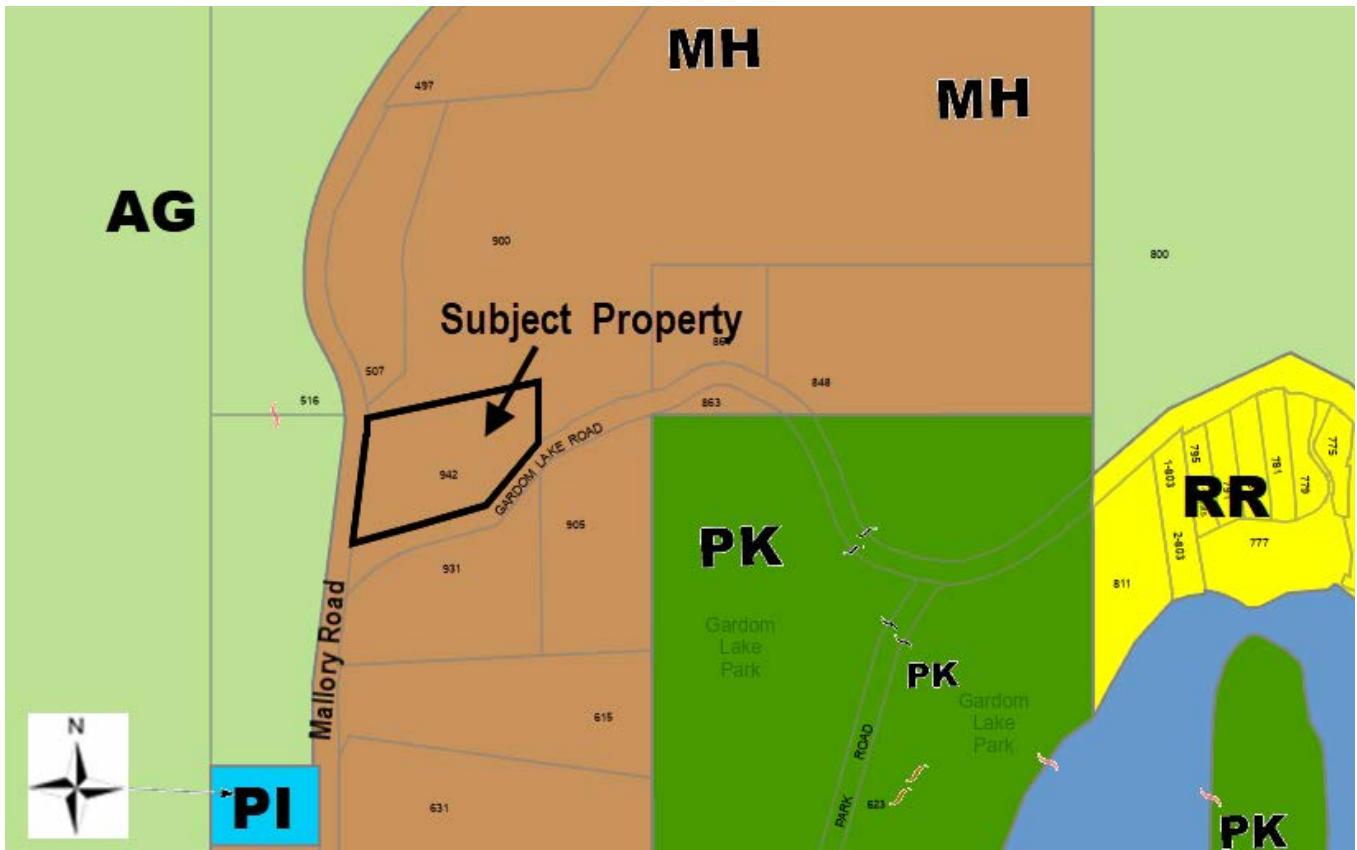 MH
MH
497
AG
900
800
Subject Property
848
507
516
863
GARDOM LAKE ROAD
942
905
931
775
795
781
779
1-803
RR
2-803
777
811
PK
Gardom
Lake
Park
PK
Gardom
Lake
Park
Mallory Road
615
PARK ROAD
623
631
N
PI
PK